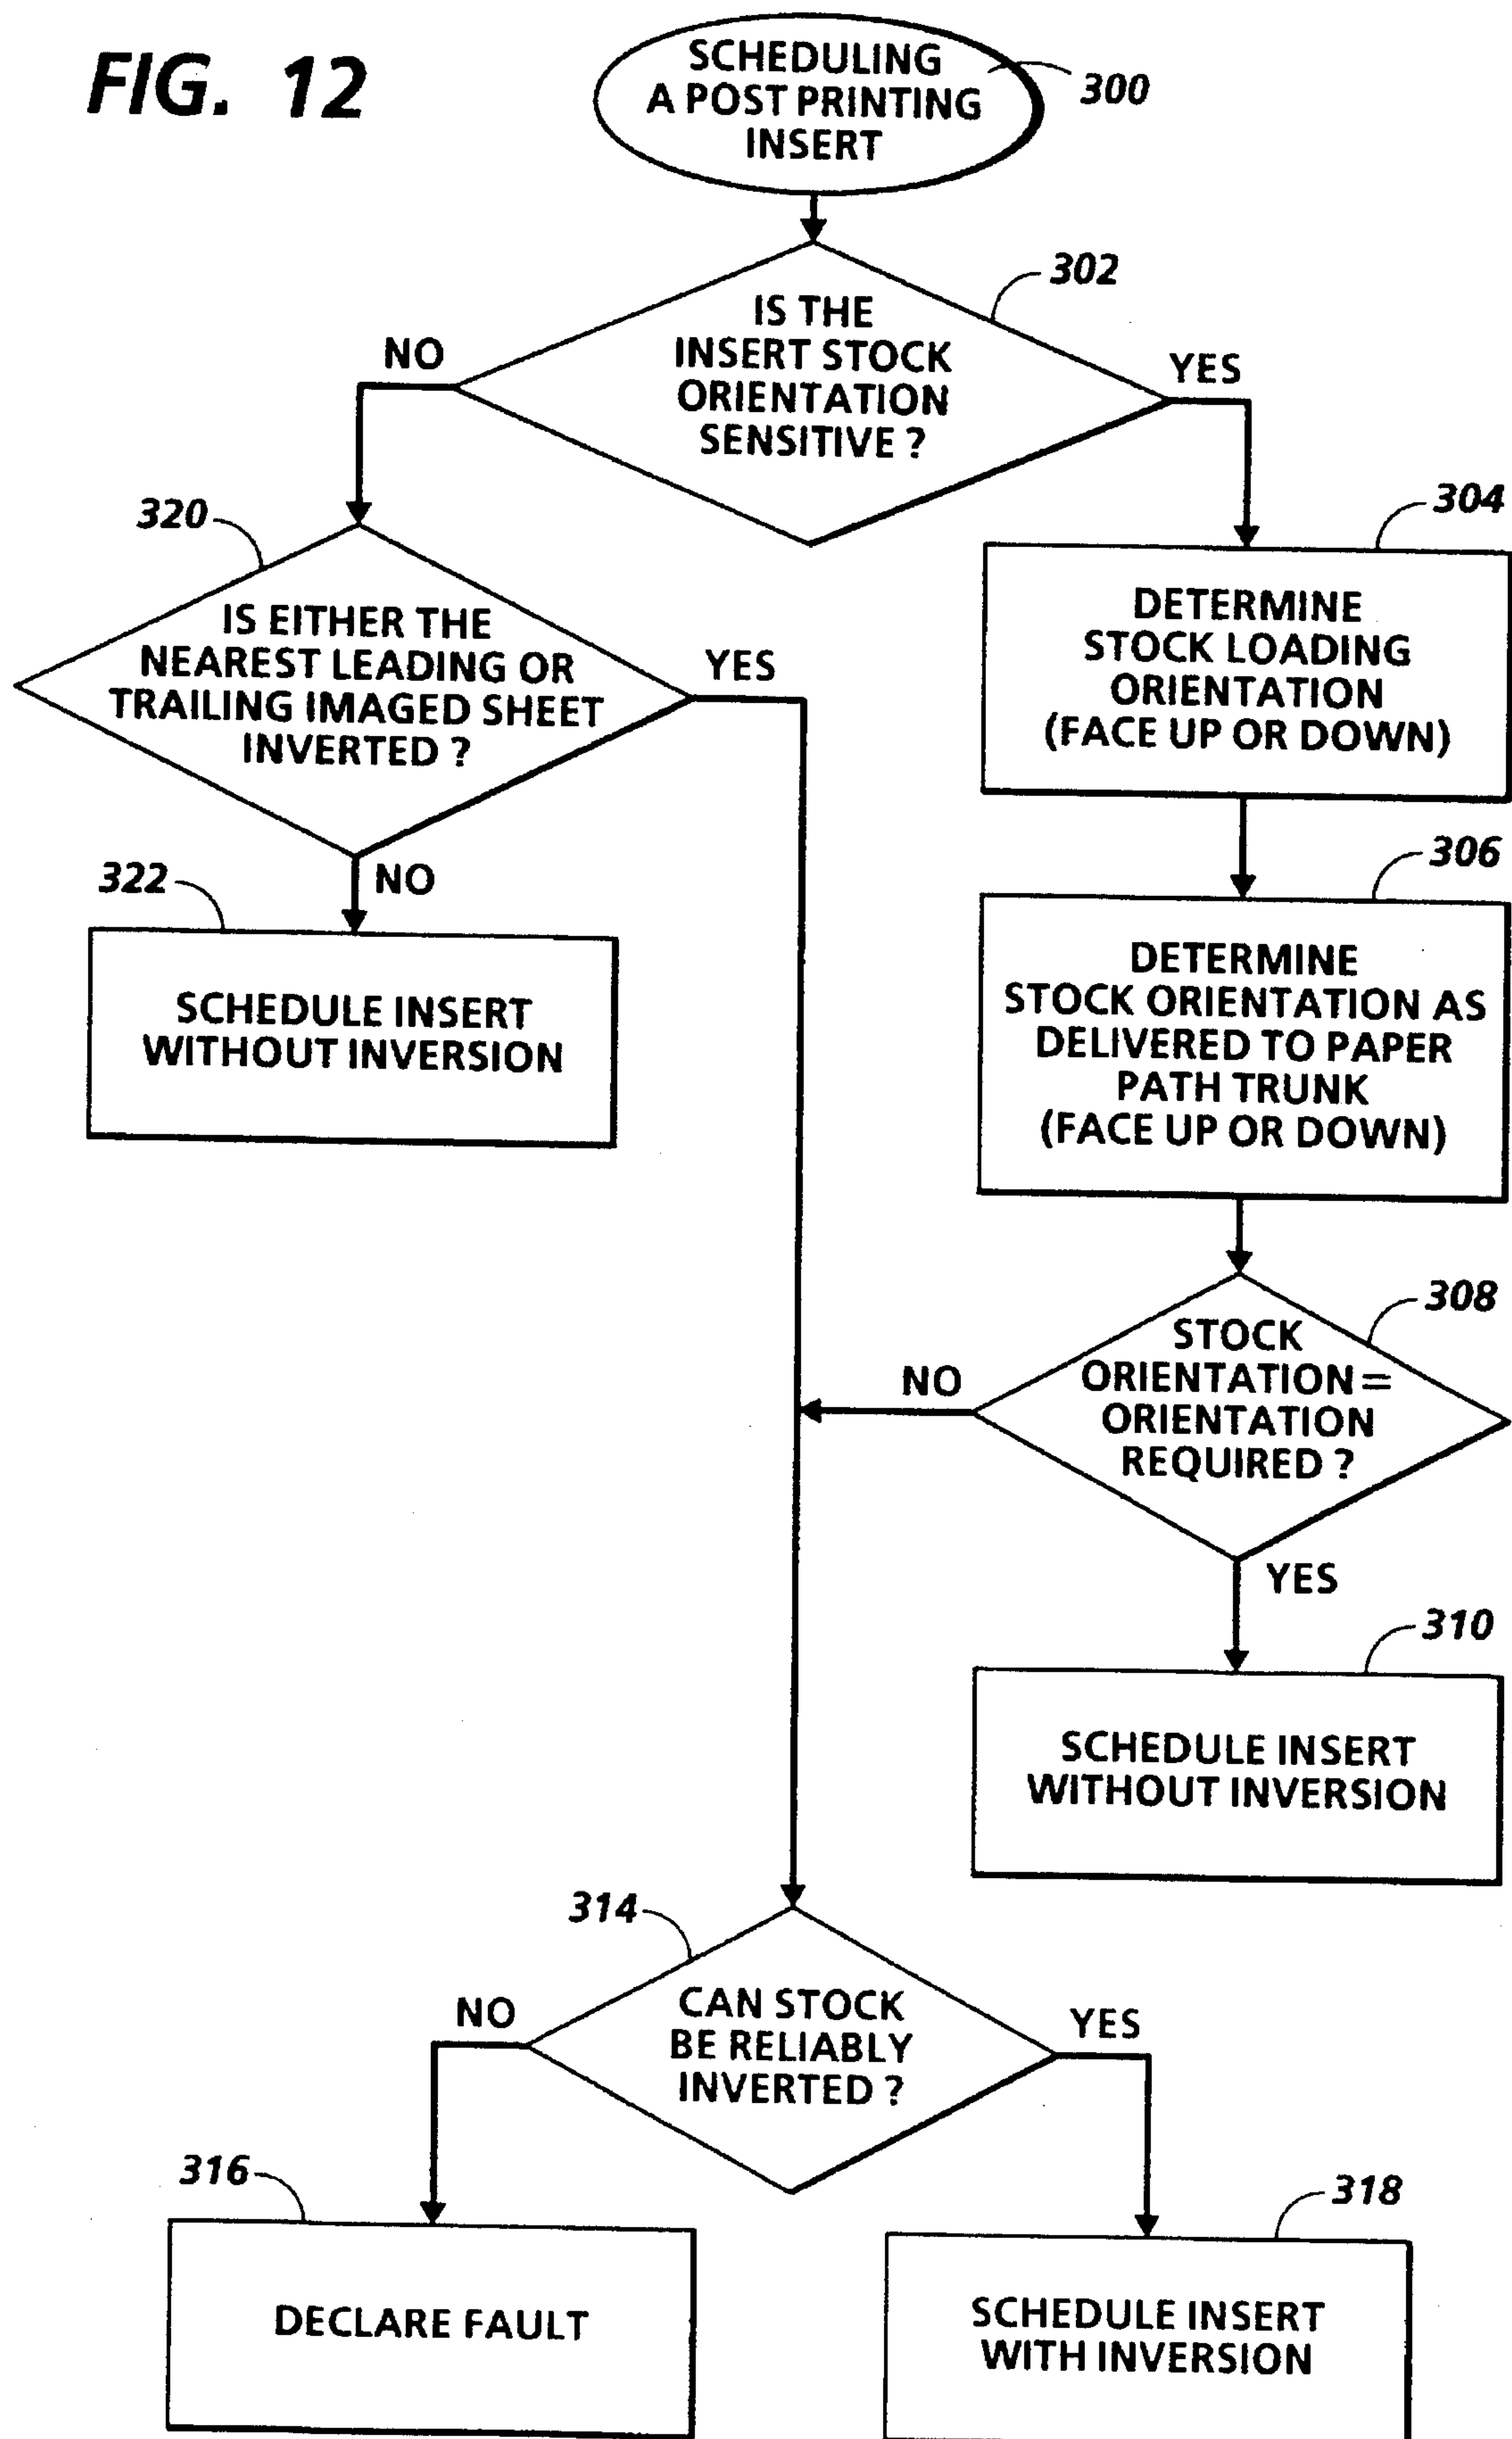 FIG. 12
SCHEDULING
A POST PRINTING
INSERT
300
302
IS THE
INSERT STOCK
ORIENTATION
SENSITIVE ?
NO
YES
320
IS EITHER THE
NEAREST LEADING OR
TRAILING IMAGED SHEET
INVERTED ?
YES
NO
304
DETERMINE
STOCK LOADING
ORIENTATION
(FACE UP OR DOWN)
322
SCHEDULE INSERT
WITHOUT INVERSION
306
DETERMINE
STOCK ORIENTATION AS
DELIVERED TO PAPER
PATH TRUNK
(FACE UP OR DOWN)
308
STOCK
ORIENTATION =
ORIENTATION
REQUIRED ?
NO
YES
310
SCHEDULE INSERT
WITHOUT INVERSION
314
CAN STOCK
BE RELIABLY
INVERTED ?
NO
YES
316
DECLARE FAULT
318
SCHEDULE INSERT
WITH INVERSION